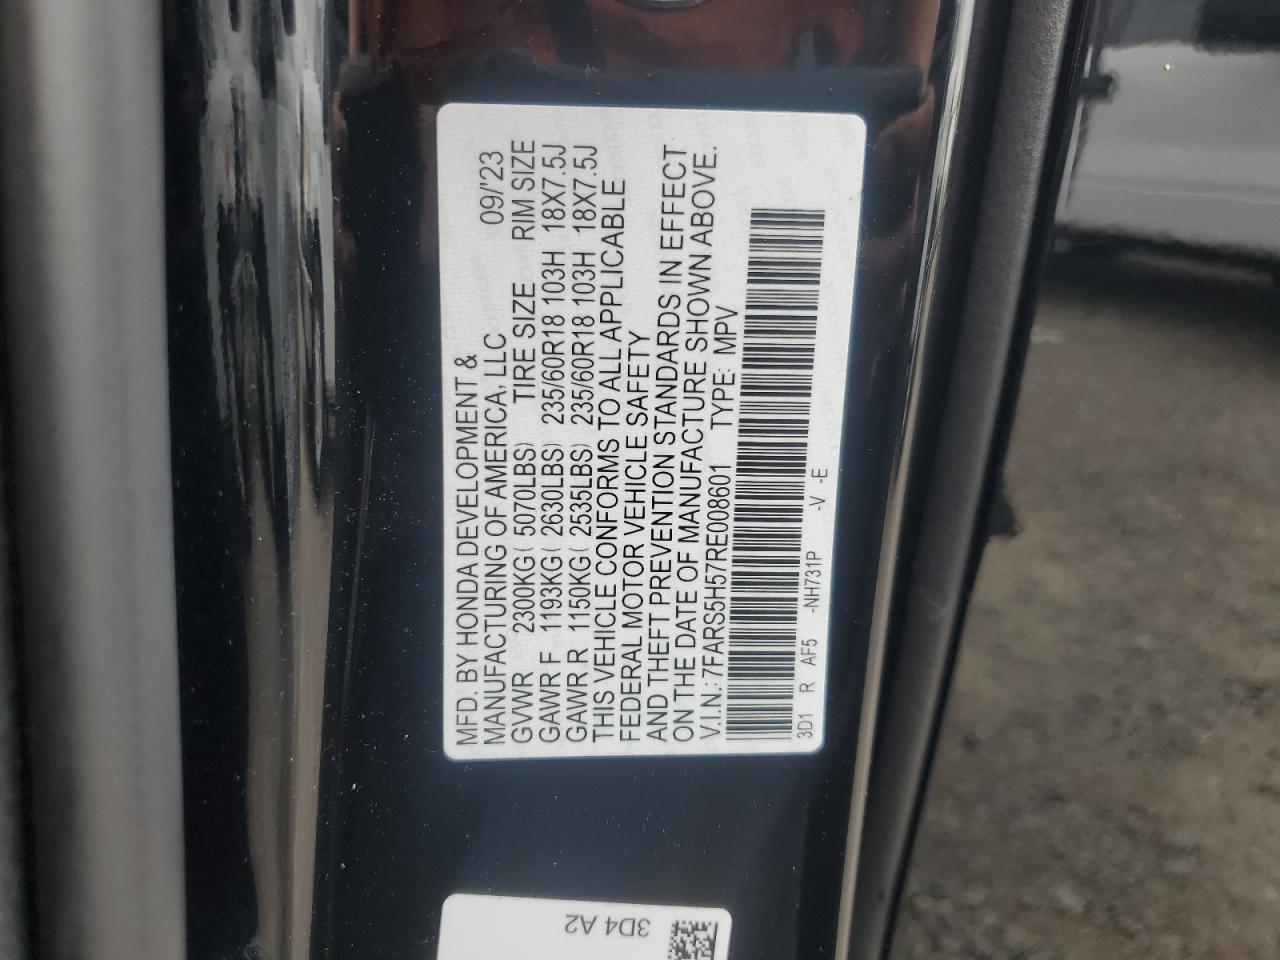 MFD. BY HONDA DEVELOPMENT &
MANUFACTURING OF AMERICA, LLC 09/'23
GVWR 2300KG ( 5070LBS) TIRE SIZE RIM SIZE
GAWR F 1193KG ( 2630LBS) 235/60R18 103H 18X7.5J
GAWR R 1150KG ( 2535LBS) 235/60R18 103H 18X7.5J
THIS VEHICLE CONFORMS TO ALL APPLICABLE
FEDERAL MOTOR VEHICLE SAFETY
AND THEFT PREVENTION STANDARDS IN EFFECT
ON THE DATE OF MANUFACTURE SHOWN ABOVE.
V.I.N.: 7FARS5H57RE008601 TYPE: MPV
3D1 R AF5 -NH731P -V -E
3D4 A2